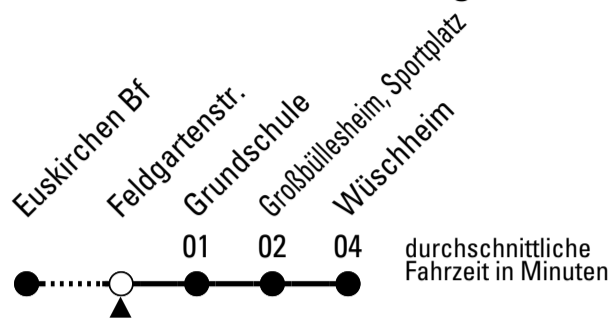 Euskirchen Bf
Feldgartenstr.
Grundschule
Großbüllesheim, Sportplatz
Wüschheim
01 02 04
durchschnittliche
Fahrzeit in Minuten